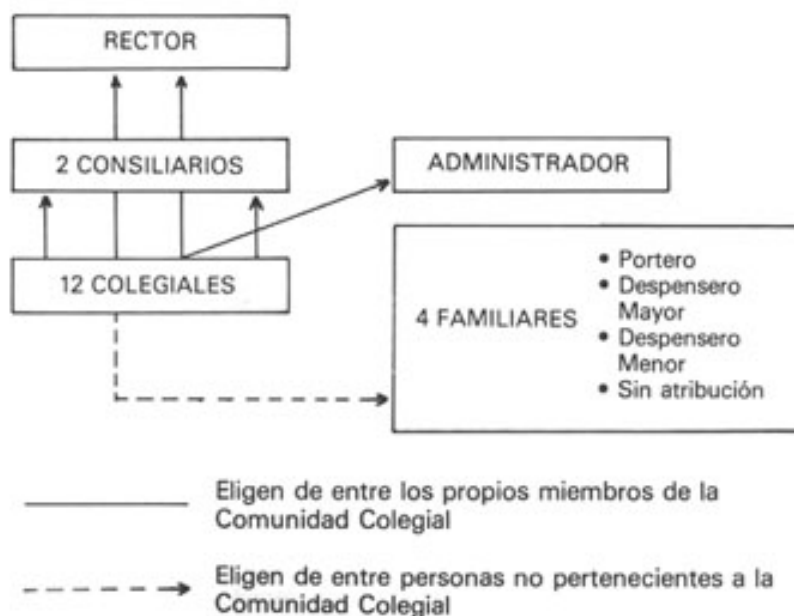 RECTOR
2 CONSILIARIOS
ADMINISTRADOR
12 COLEGIALES
4 FAMILIARES
• Portero
• Despensero
Mayor
• Despensero
Menor
• Sin atribución
Eligen de entre los propios miembros de la
Comunidad Colegial
Eligen de entre personas no pertenecientes a la
Comunidad Colegial